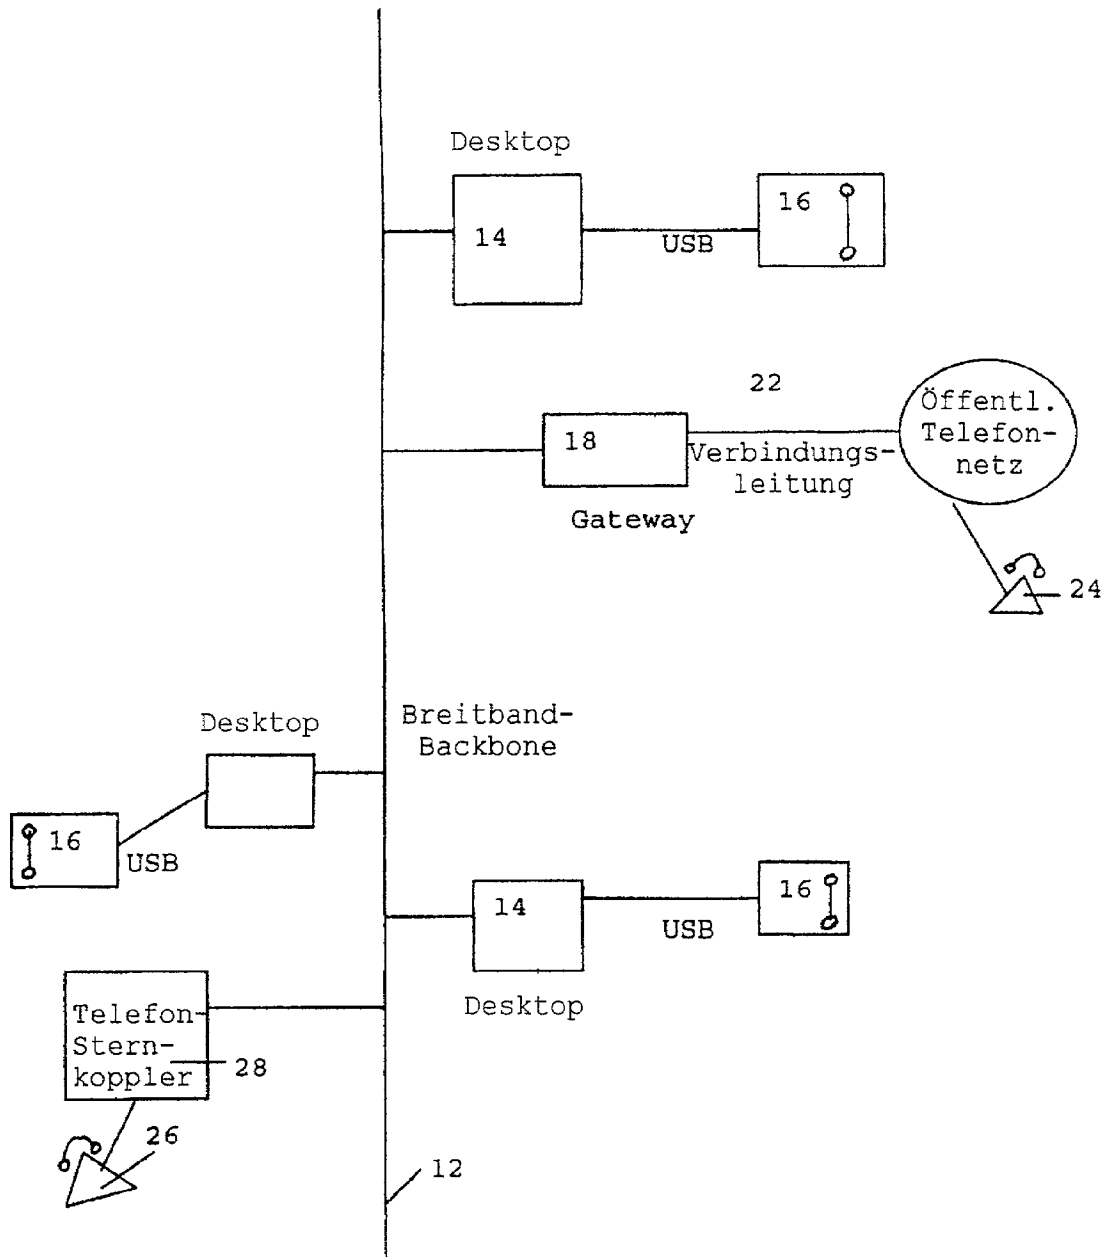 Desktop
14
USB
16
22
Öffentl.
Telefon-
netz
18
Verbindungs-
leitung
Gateway
24
Breitband-
Backbone
Desktop
16
USB
14
USB
16
Desktop
Telefon-
Stern-
koppler
28
26
12